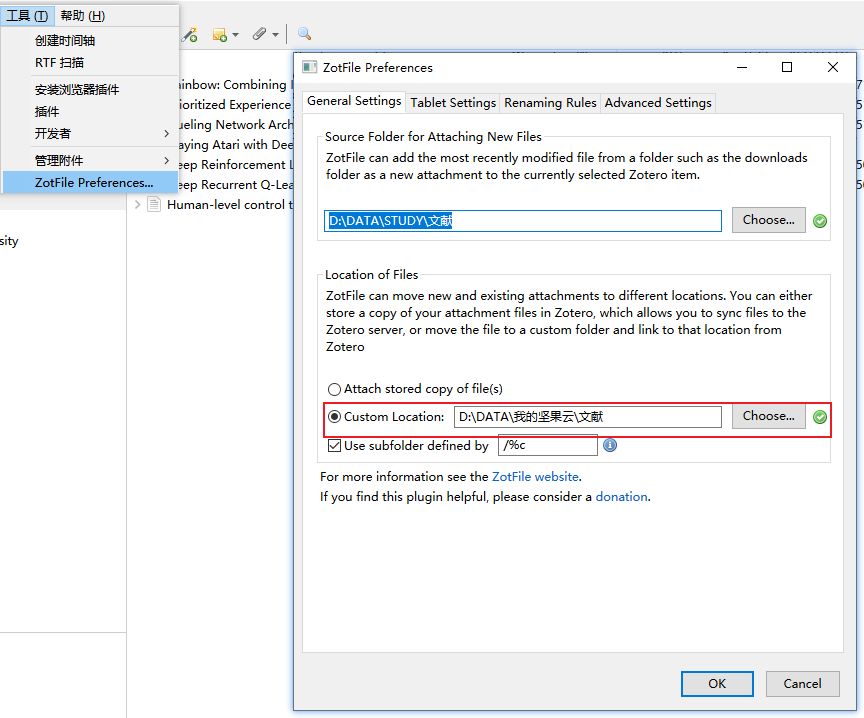 工具 (T) 帮助 (H)
创建时间轴
RTF 扫描
安装浏览器插件
插件
开发者
管理附件
ZotFile Preferences...
inbow: Combining
ioritized Experience
ueling Network Arch
aying Atari with Dee
eep Reinforcement L
eep Recurrent Q-Lea
Human-level control t
sity
ZotFile Preferences
General Settings Tablet Settings Renaming Rules Advanced Settings
Source Folder for Attaching New Files
ZotFile can add the most recently modified file from a folder such as the downloads
folder as a new attachment to the currently selected Zotero item.
D:\DATA\STUDY\文献 Choose...
Location of Files
ZotFile can move new and existing attachments to different locations. You can either
store a copy of your attachment files in Zotero, which allows you to sync files to the
Zotero server, or move the file to a custom folder and link to that location from
Zotero
Attach stored copy of file(s)
Custom Location: D:\DATA\我的坚果云\文献 Choose...
Use subfolder defined by /%c
For more information see the ZotFile website.
If you find this plugin helpful, please consider a donation.
OK Cancel